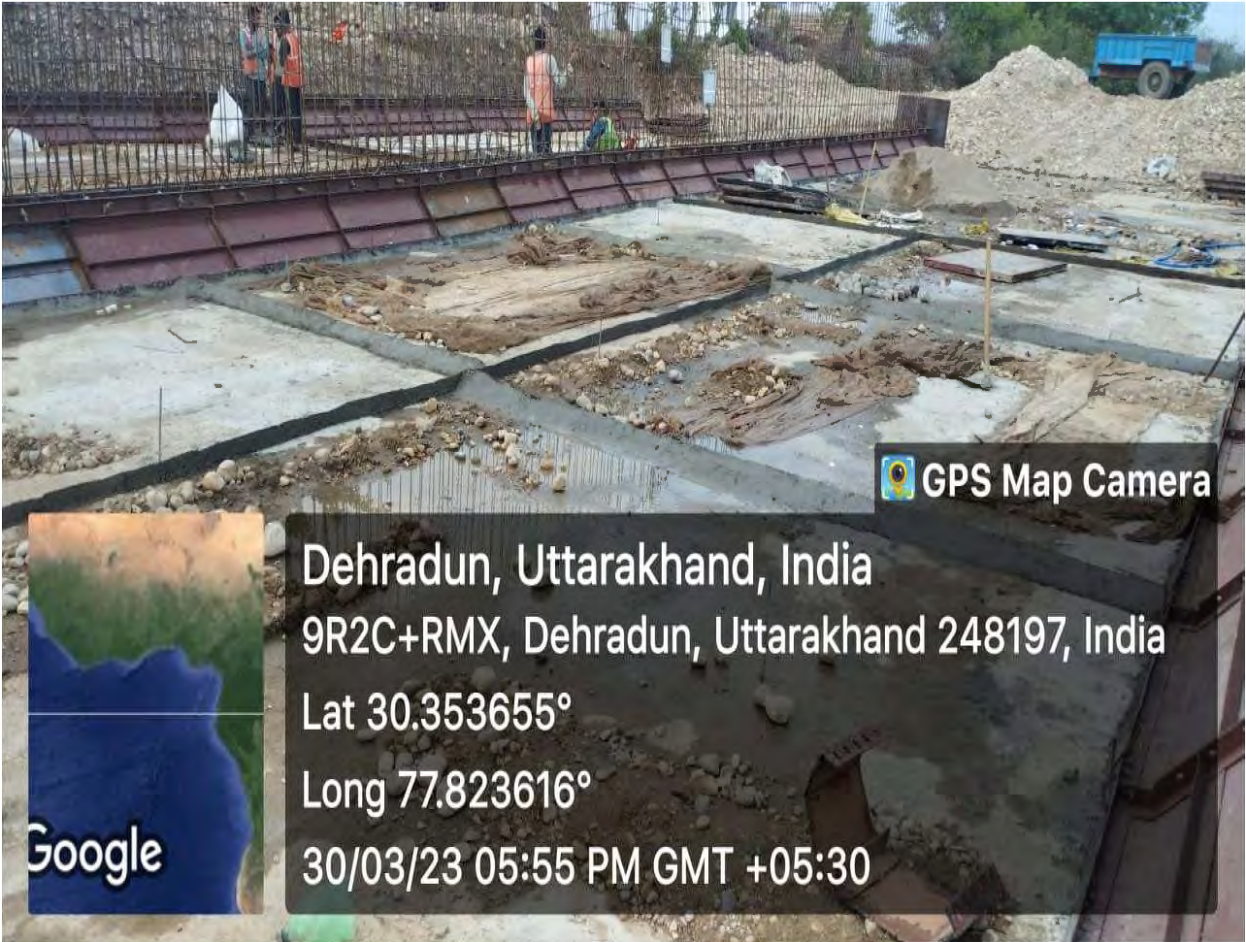 GPS Map Camera
Dehradun, Uttarakhand, India
9R2C+RMX, Dehradun, Uttarakhand 248197, India
Lat 30.353655°
Long 77.823616°
30/03/23 05:55 PM GMT +05:30
Google